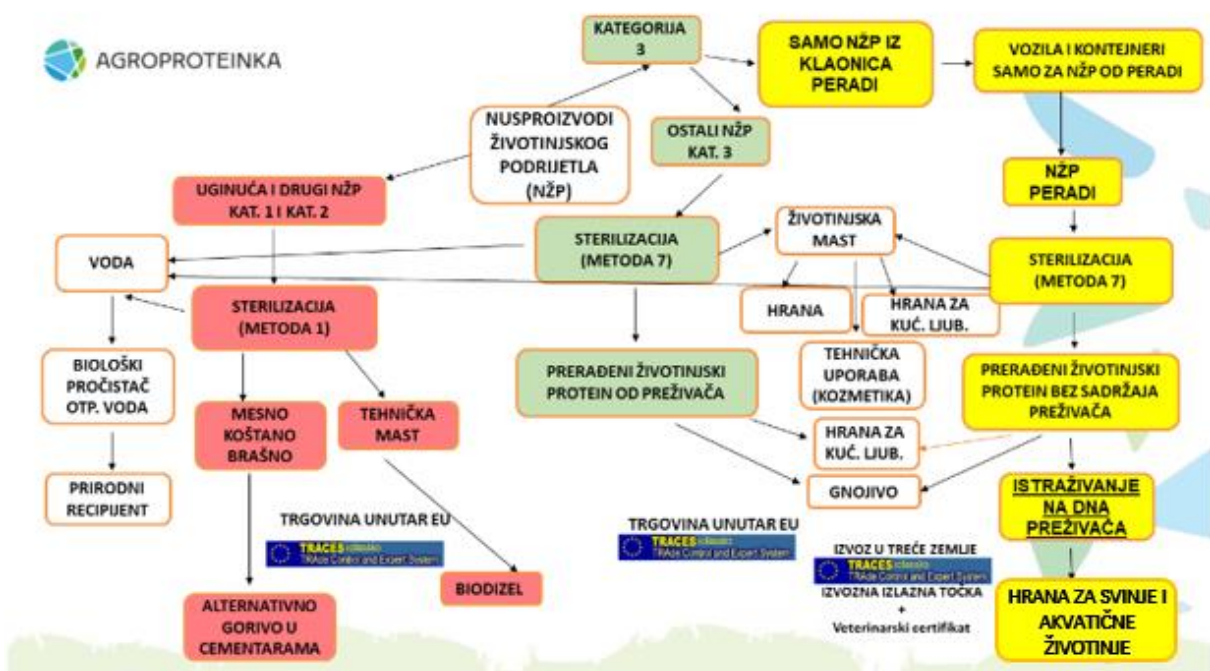 AGROPROTEINKA
KATEGORIJA
3
SAMO NŽP IZ
KLAONICA
PERADI
VOZILA I KONTEJNERI
SAMO ZA NŽP OD PERADI
NUSPROIZVODI
ŽIVOTINJSKOG
PODRIJETLA
(NŽP)
OSTALI NŽP
KAT. 3
NŽP
PERADI
UGINUĆA I DRUGI NŽP
KAT. 1 I KAT. 2
VODA
STERILIZACIJA
(METODA 7)
ŽIVOTINJSKA
MAST
STERILIZACIJA
(METODA 7)
STERILIZACIJA
(METODA 1)
HRANA
HRANA ZA
KUĆ. LJUB.
BIOLOŠKI
PROČISTAČ
OTP. VODA
PRERAĐENI ŽIVOTINJSKI
PROTEIN OD PREŽIVAČA
TEHNIČKA
UPORABA
(KOZMETIKA)
PRERAĐENI ŽIVOTINJSKI
PROTEIN BEZ SADRŽAJA
PREŽIVAČA
MESNO
KOŠTANO
BRAŠNO
TEHNIČKA
MAST
HRANA ZA
KUĆ. LJUB.
PRIRODNI
RECIPIJENT
GNOJIVO
ISTRAŽIVANJE
NA DNA
PREŽIVAČA
TRGOVINA UNUTAR EU
TRACES
TRAde Control and Expert System
TRGOVINA UNUTAR EU
TRACES
TRAde Control and Expert System
IZVOZ U TREĆE ZEMLJE
TRACES
TRAde Control and Expert System
IZVOZNA IZLAZNA TOČKA
+
Veterinarski certifikat
BIODIZEL
ALTERNATIVNO
GORIVO U
CEMENTARAMA
HRANA ZA SVINJE I
AKVATIČNE
ŽIVOTINJE